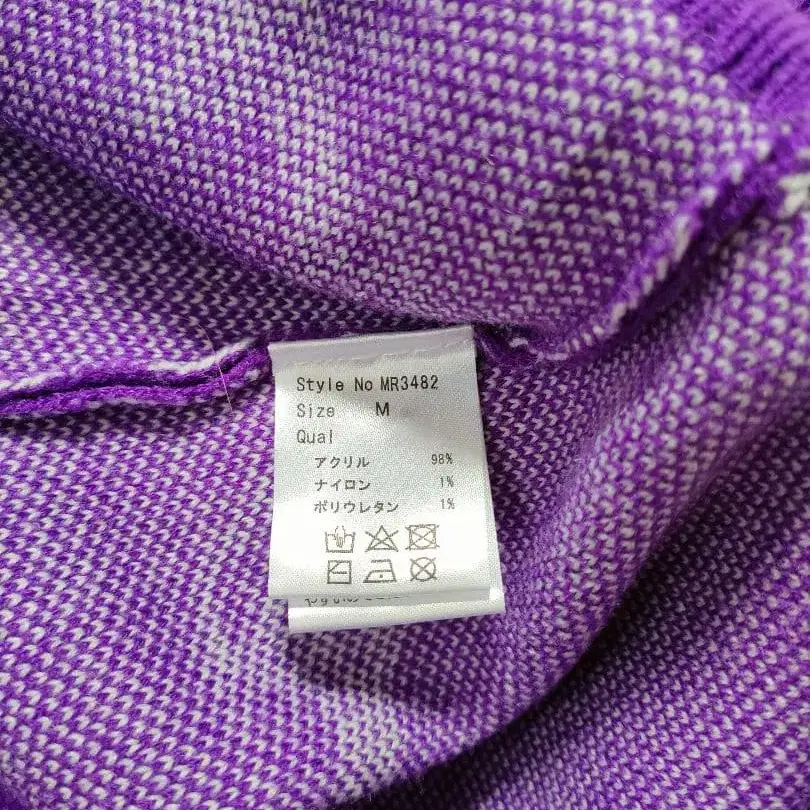 Style No MR3482
Size M
Qual
アクリル 98%
ナイロン 1%
ポリウレタン 1%